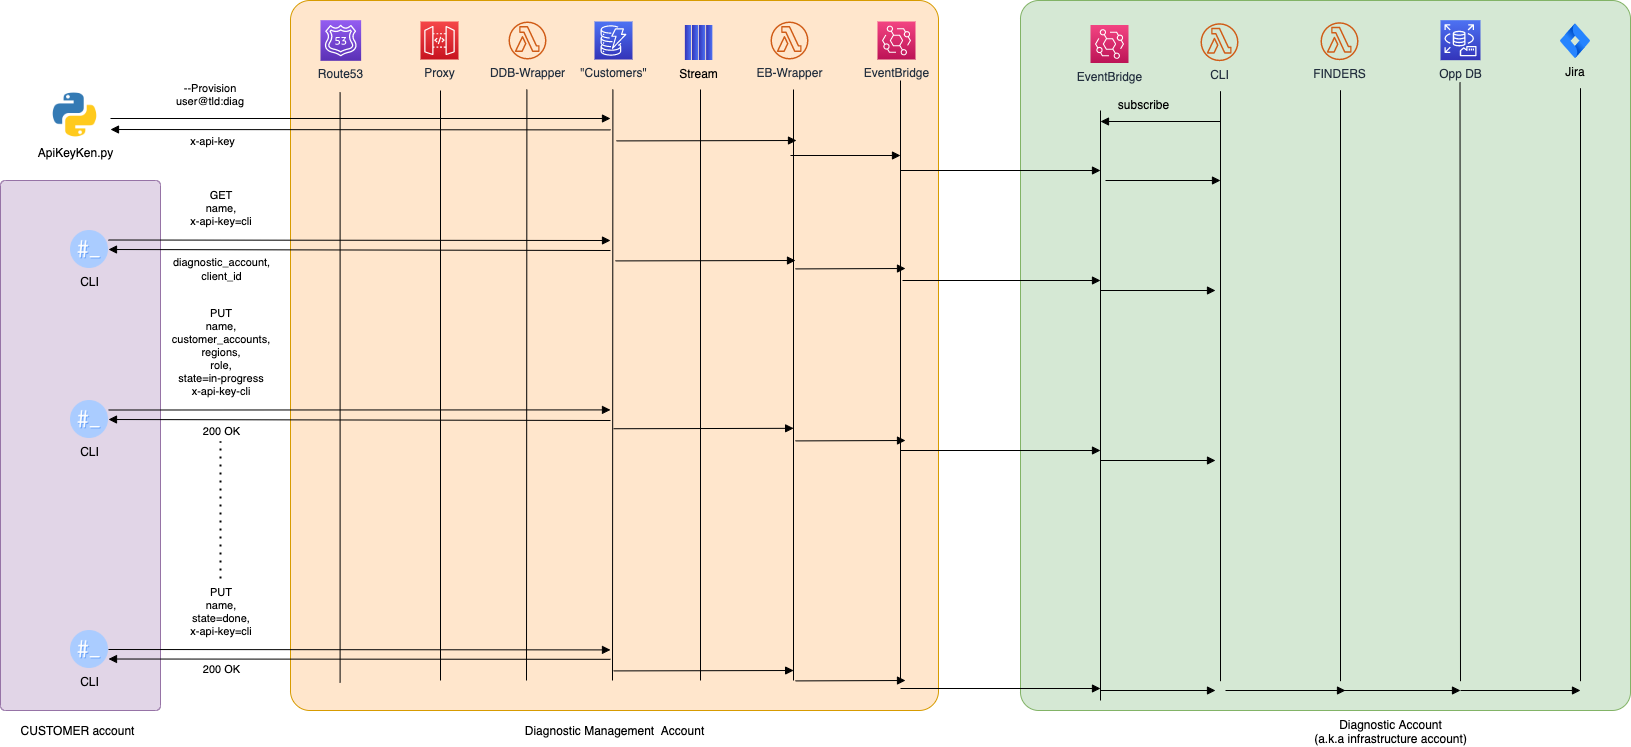 Route53
Proxy
DDB-Wrapper
"Customers"
Stream
EB-Wrapper
EventBridge
EventBridge
CLI
FINDERS
Opp DB
Jira
53
</>
--Provision
user@tld:diag
subscribe
ApiKeyKen.py
x-api-key
GET
name,
x-api-key=cli
#_
CLI
diagnostic_account,
client_id
PUT
name,
customer_accounts,
regions,
role,
state=in-progress
x-api-key-cli
#_
CLI
200 OK
PUT
name,
state=done,
x-api-key=cli
#_
CLI
200 OK
CUSTOMER account
Diagnostic Management Account
Diagnostic Account
(a.k.a infrastructure account)